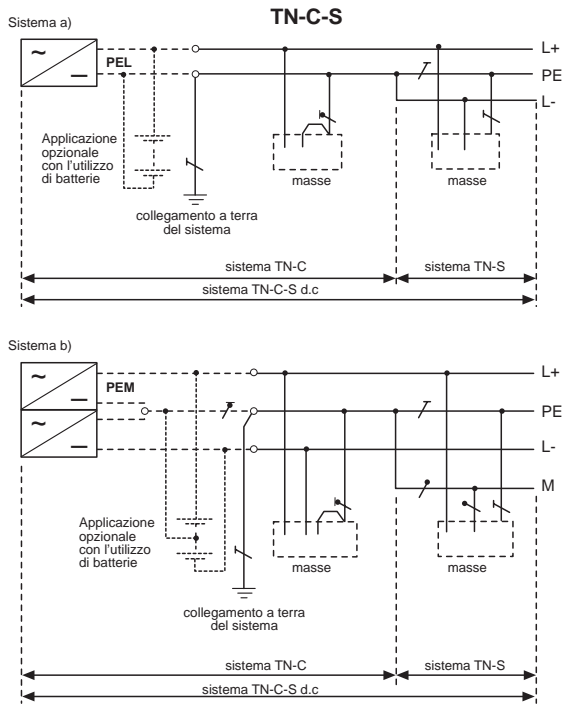 TN-C-S
Sistema a)
~
PEL
L+
PE
L-
Applicazione
opzionale
con l'utilizzo
di batterie
masse
masse
collegamento a terra
del sistema
sistema TN-C
sistema TN-S
sistema TN-C-S d.c
Sistema b)
~
PEM
~
L+
PE
L-
M
Applicazione
opzionale
con l'utilizzo
di batterie
masse
masse
collegamento a terra
del sistema
sistema TN-C
sistema TN-S
sistema TN-C-S d.c